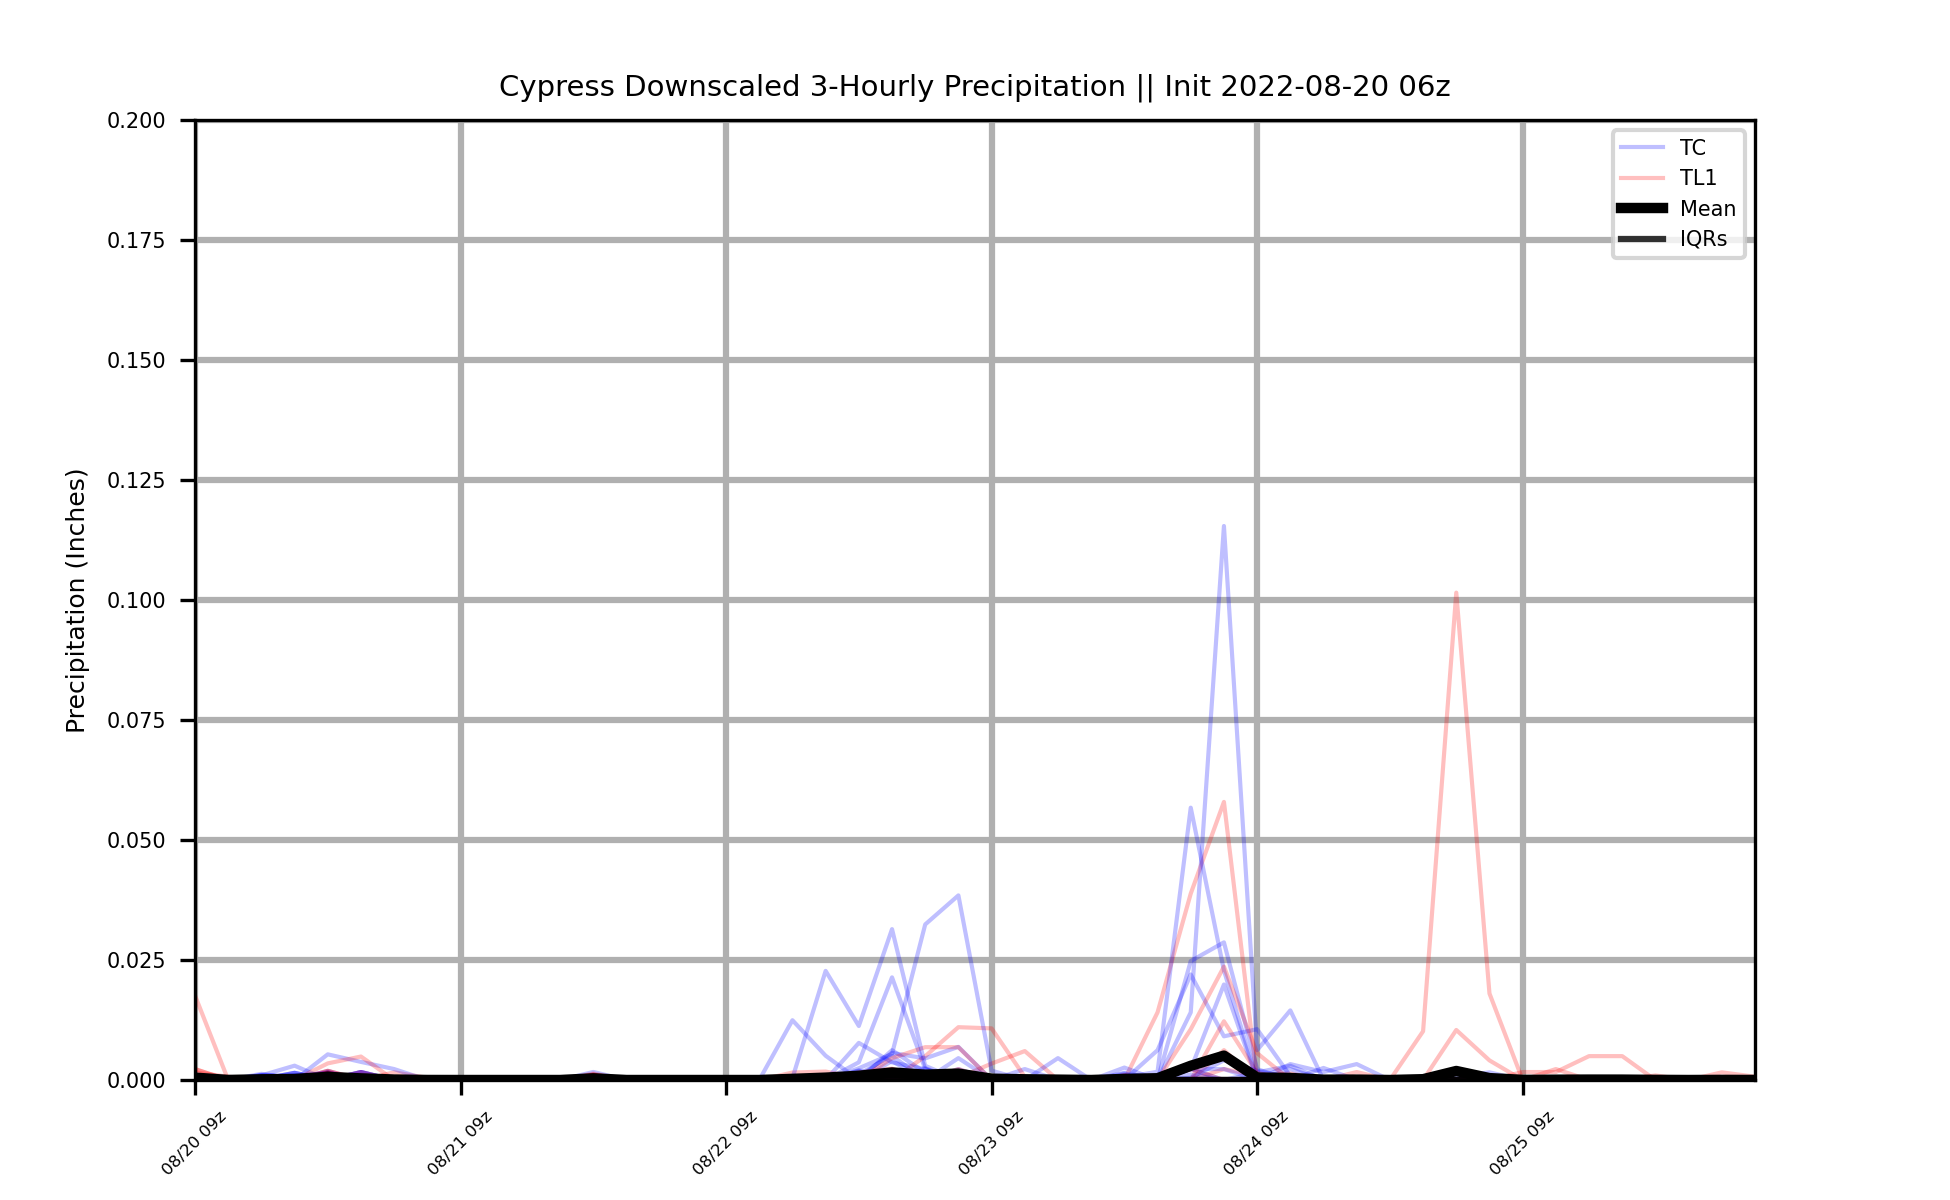 Cypress Downscaled 3-Hourly Precipitation || Init 2022-08-20 06z
0.200
0.175
0.150
0.125
0.100
0.075
0.050
0.025
0.000
Precipitation (Inches)
TC
TL1
Mean
IQRs
08/20 09z
08/21 09z
08/22 09z
08/23 09z
08/24 09z
08/25 09z